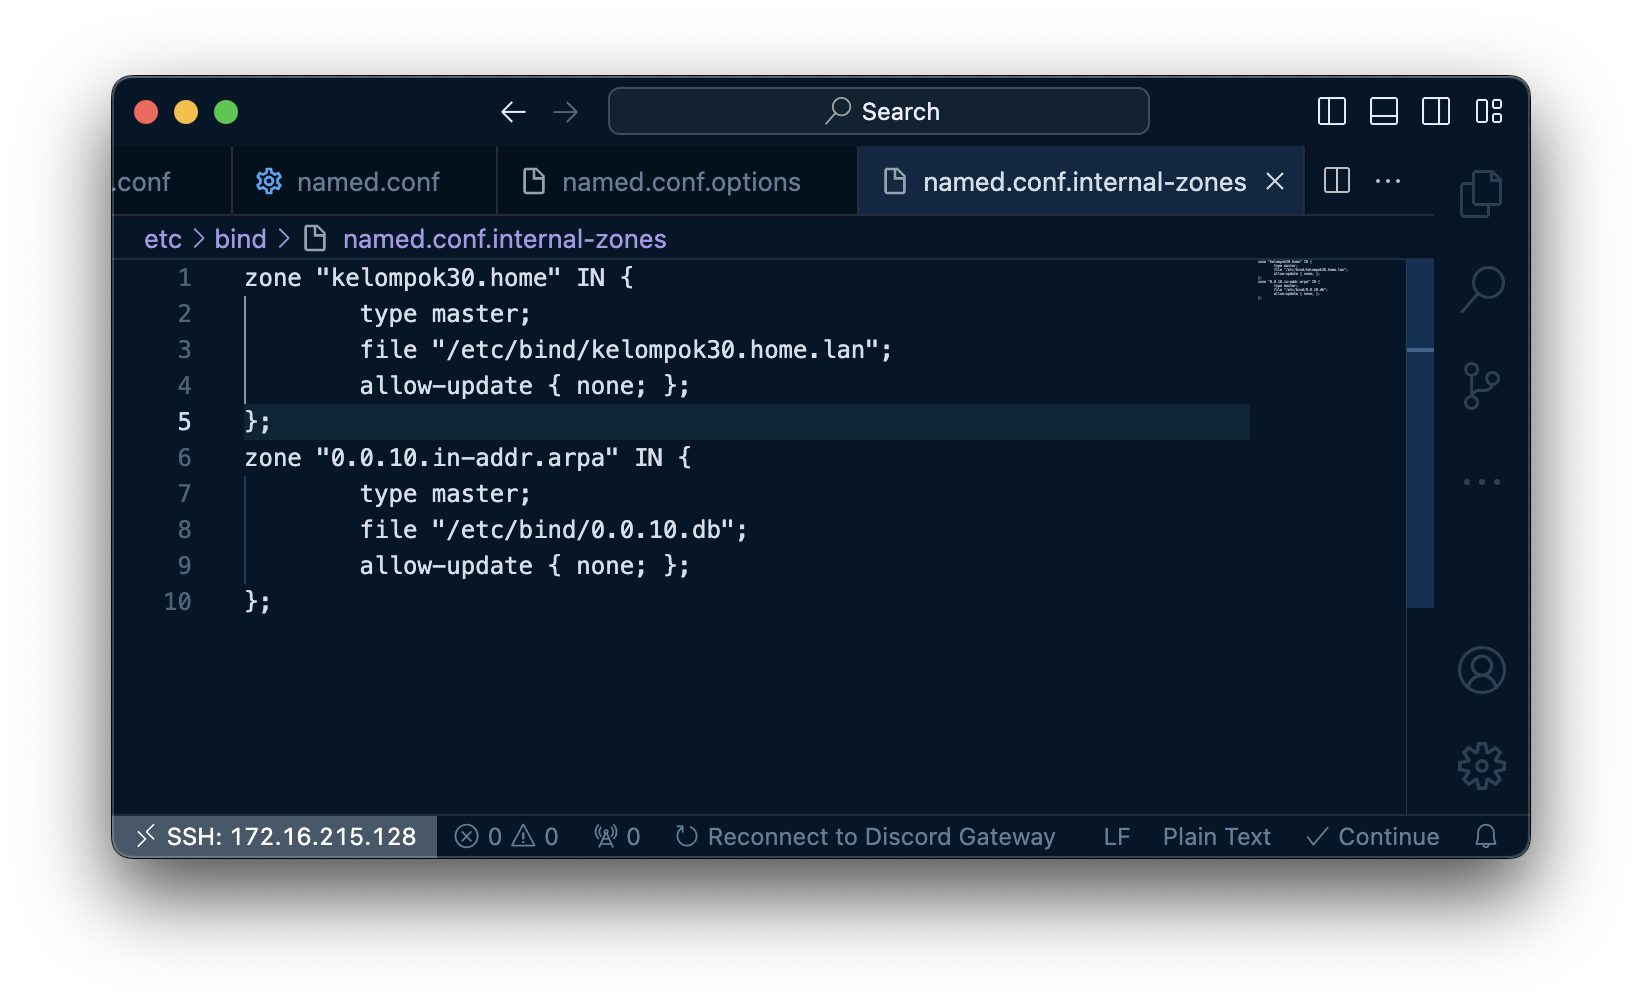 Search
.conf
named.conf
named.conf.options
named.conf.internal-zones
etc > bind > named.conf.internal-zones
1 zone "kelompok30.home" IN {
2 type master;
3 file "/etc/bind/kelompok30.home.lan";
4 allow-update { none; };
5 };
6 zone "0.0.10.in-addr.arpa" IN {
7 type master;
8 file "/etc/bind/0.0.10.db";
9 allow-update { none; };
10 };
SSH: 172.16.215.128 0 0 0 Reconnect to Discord Gateway LF Plain Text Continue